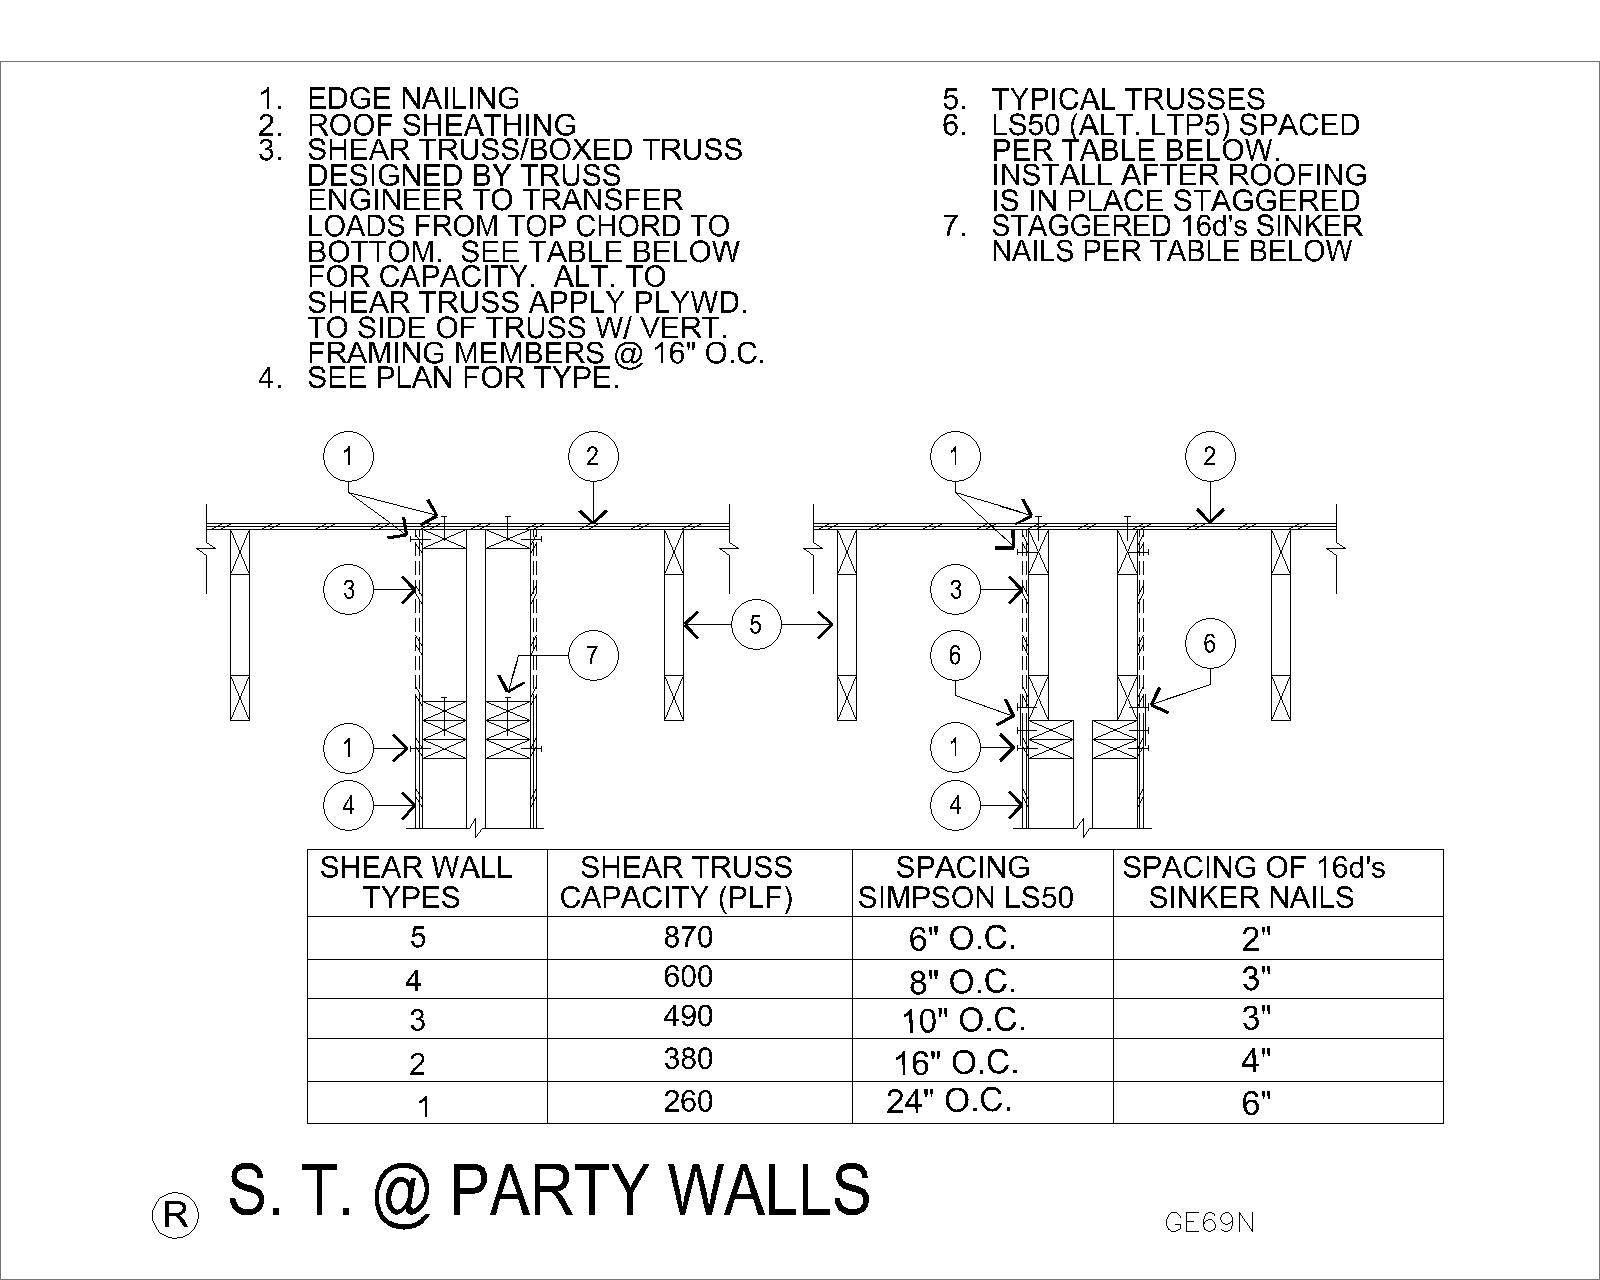 1. EDGE NAILING
2. ROOF SHEATHING
3. SHEAR TRUSS/BOXED TRUSS
DESIGNED BY TRUSS
ENGINEER TO TRANSFER
LOADS FROM TOP CHORD TO
BOTTOM. SEE TABLE BELOW
FOR CAPACITY. ALT. TO
SHEAR TRUSS APPLY PLYWD.
TO SIDE OF TRUSS W/ VERT.
FRAMING MEMBERS @ 16" O.C.
4. SEE PLAN FOR TYPE.
5. TYPICAL TRUSSES
6. LS50 (ALT. LTP5) SPACED
PER TABLE BELOW.
INSTALL AFTER ROOFING
IS IN PLACE STAGGERED
7. STAGGERED 16d's SINKER
NAILS PER TABLE BELOW
1 2 1 2
3 3
5
6 6
7
1 1
4 4
SHEAR WALL TYPES SHEAR TRUSS CAPACITY (PLF) SPACING SIMPSON LS50 SPACING OF 16d's SINKER NAILS
5 870 6" O.C. 2"
4 600 8" O.C. 3"
3 490 10" O.C. 3"
2 380 16" O.C. 4"
1 260 24" O.C. 6"
R S. T. @ PARTY WALLS
GE69N